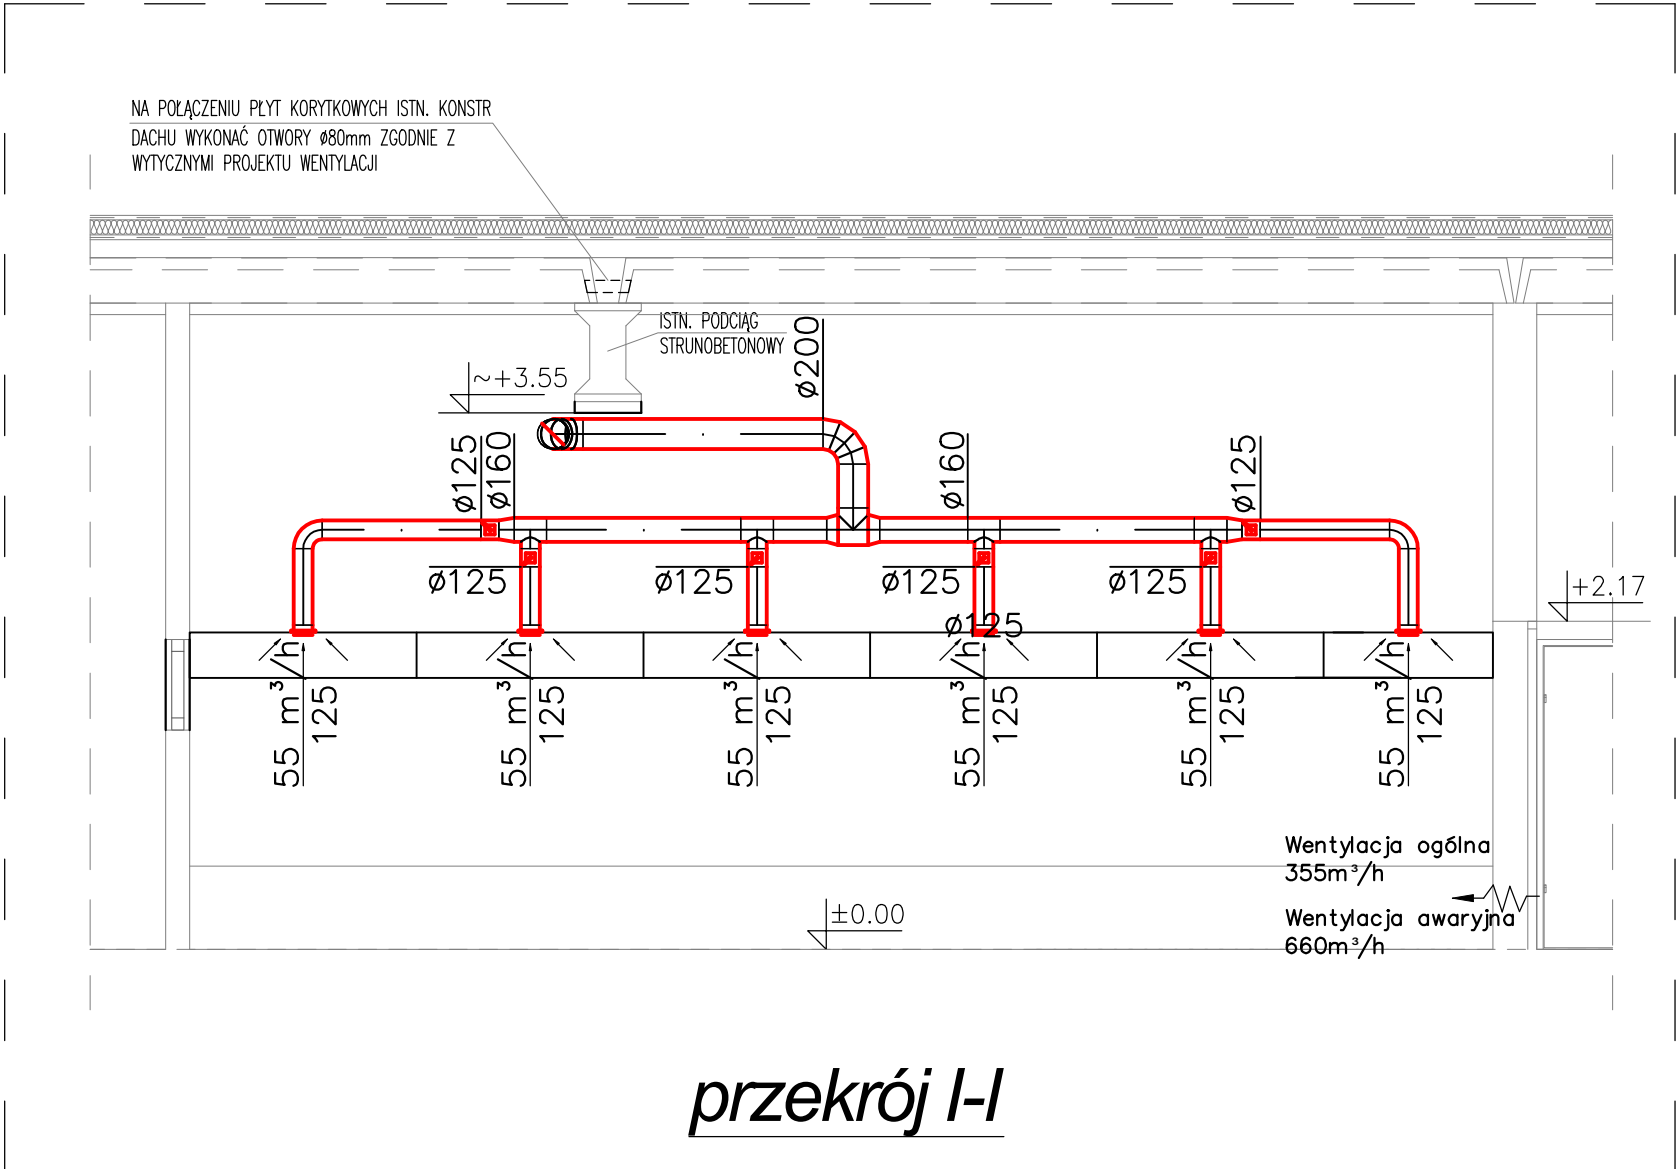 NA POŁĄCZENIU PŁYT KORYTKOWYCH ISTN. KONSTR
DACHU WYKONAĆ OTWORY ø80mm ZGODNIE Z
WYTYCZNYMI PROJEKTU WENTYLACJI
ISTN. PODCIĄG
STRUNOBETONOWY
ø200
~+3.55
ø125
ø160
ø160
ø125
ø125
ø125
ø125
ø125
+2.17
ø125
55 m³/h
125
55 m³/h
125
55 m³/h
125
55 m³/h
125
55 m³/h
125
55 m³/h
125
Wentylacja ogólna
355m³/h
±0.00
Wentylacja awaryjna
660m³/h
przekrój I-I